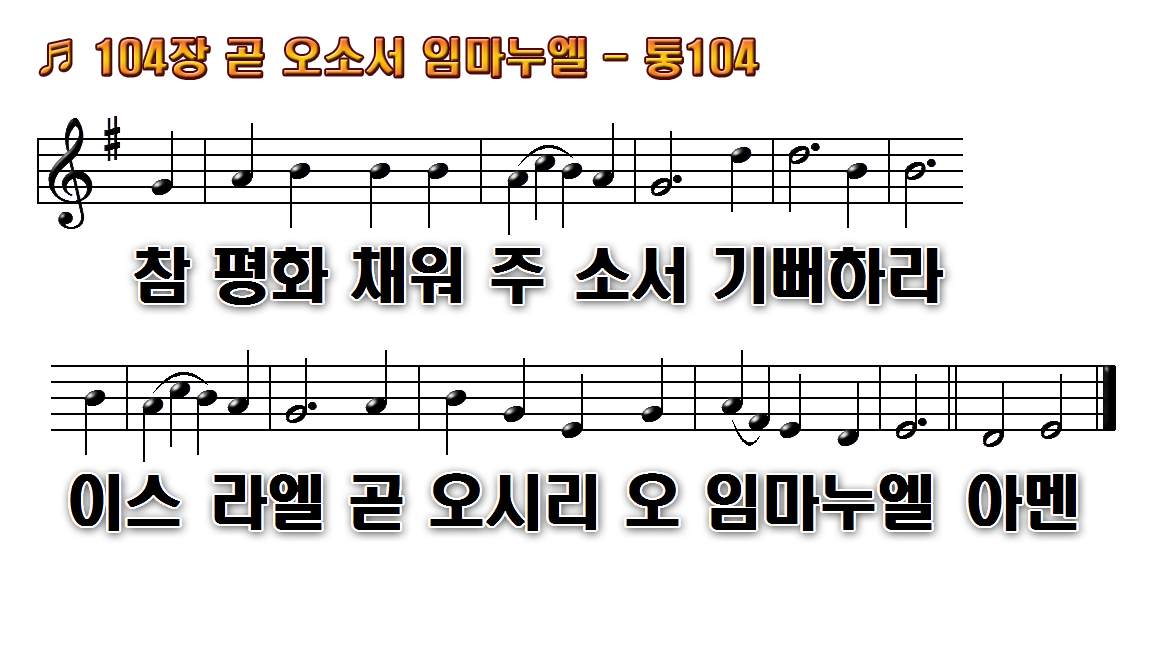 ♬ 104장 곧 오소서 임마누엘 - 통104
참 평화 채워 주 소서 기뻐하라
이스 라엘 곧 오시리 오 임마누엘 아멘